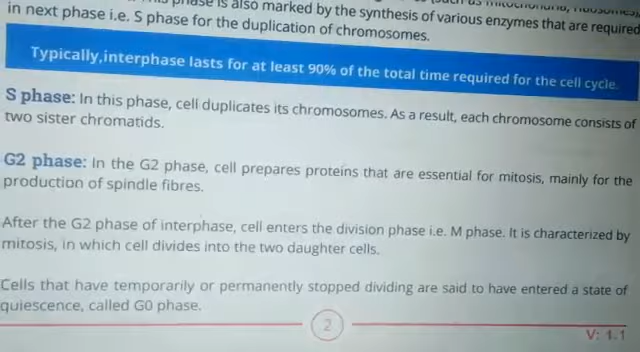 phase is also marked by the synthesis of various enzymes that are required
in next phase i.e. S phase for the duplication of chromosomes.
Typically,interphase lasts for at least 90% of the total time required for the cell cycle.
S phase: In this phase, cell duplicates its chromosomes. As a result, each chromosome consists of
two sister chromatids.
G2 phase: In the G2 phase, cell prepares proteins that are essential for mitosis, mainly for the
production of spindle fibres.
After the G2 phase of interphase, cell enters the division phase i.e. M phase. It is characterized by
mitosis, in which cell divides into the two daughter cells.
Cells that have temporarily or permanently stopped dividing are said to have entered a state of
quiescence, called G0 phase.
2
V: 1.1